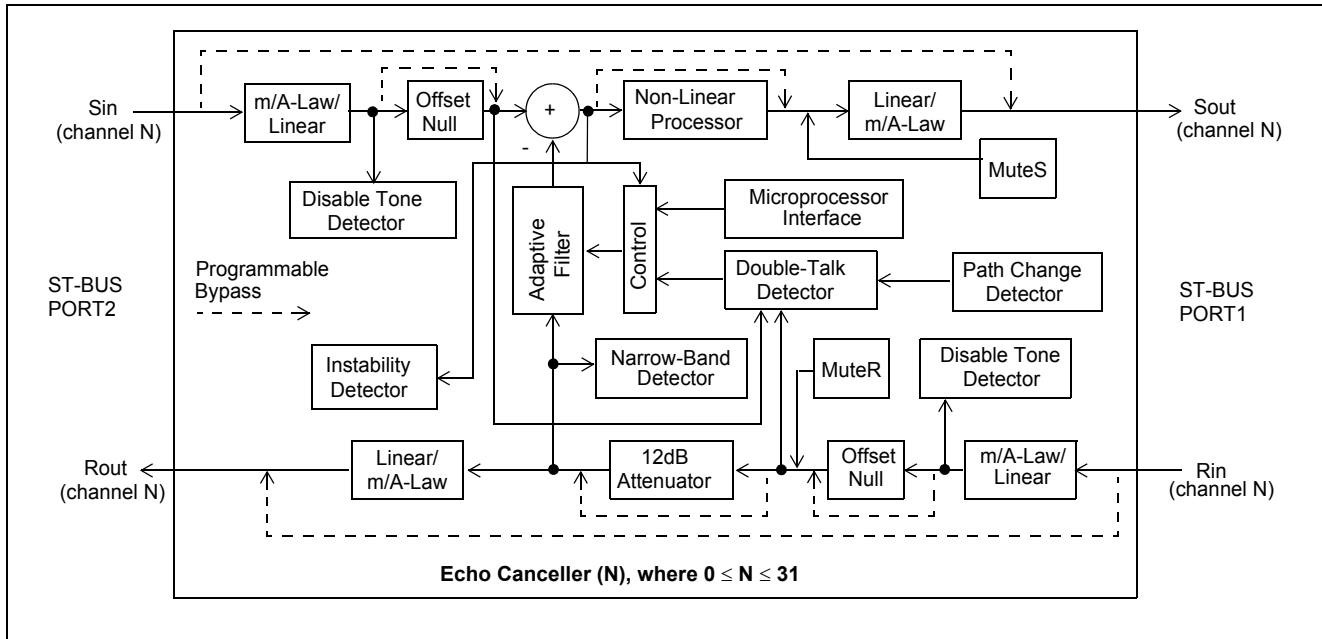 Sin
(channel N)
m/A-Law/
Linear
Offset
Null
+
-
Non-Linear
Processor
Linear/
m/A-Law
Sout
(channel N)
MuteS
Disable Tone
Detector
Microprocessor
Interface
Adaptive
Filter
Control
Double-Talk
Detector
Path Change
Detector
ST-BUS
PORT2
Programmable
Bypass
ST-BUS
PORT1
Instability
Detector
Narrow-Band
Detector
MuteR
Disable Tone
Detector
Rout
(channel N)
Linear/
m/A-Law
12dB
Attenuator
Offset
Null
m/A-Law/
Linear
Rin
(channel N)
Echo Canceller (N), where 0 ≤ N ≤ 31